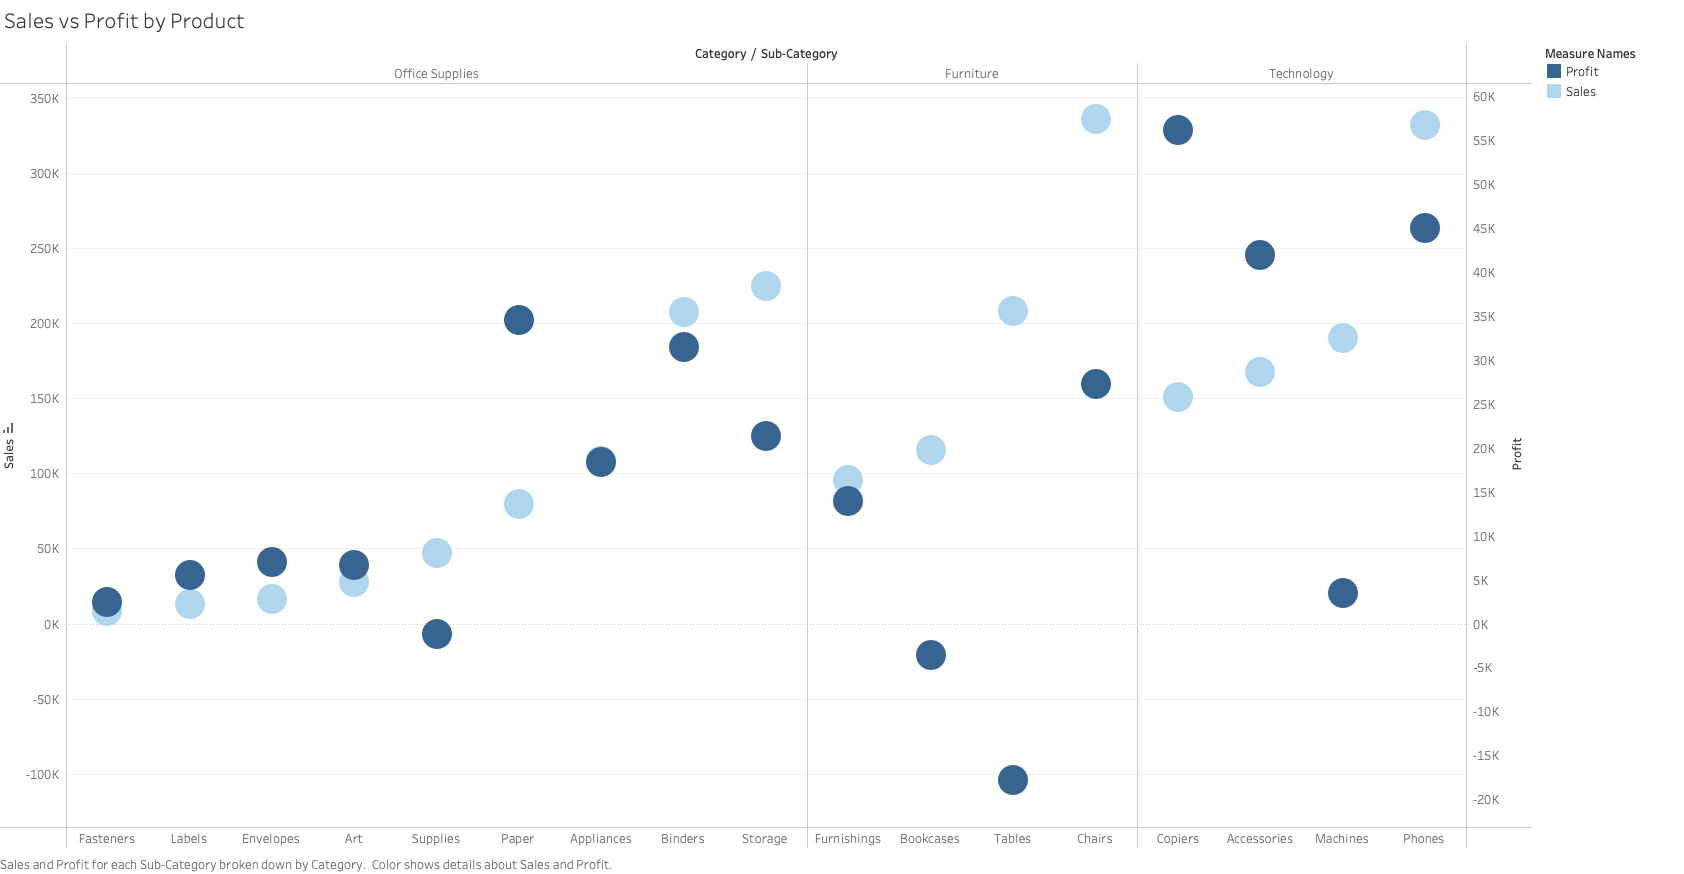 Sales vs Profit by Product
Category / Sub-Category
Office Supplies
Furniture
Technology
Measure Names
Profit
Sales
350K
300K
250K
200K
150K
100K
50K
0K
-50K
-100K
Sales
60K
55K
50K
45K
40K
35K
30K
25K
20K
15K
10K
5K
0K
-5K
-10K
-15K
-20K
Profit
Fasteners
Labels
Envelopes
Art
Supplies
Paper
Appliances
Binders
Storage
Furnishings
Bookcases
Tables
Chairs
Copiers
Accessories
Machines
Phones
Sales and Profit for each Sub-Category broken down by Category. Color shows details about Sales and Profit.